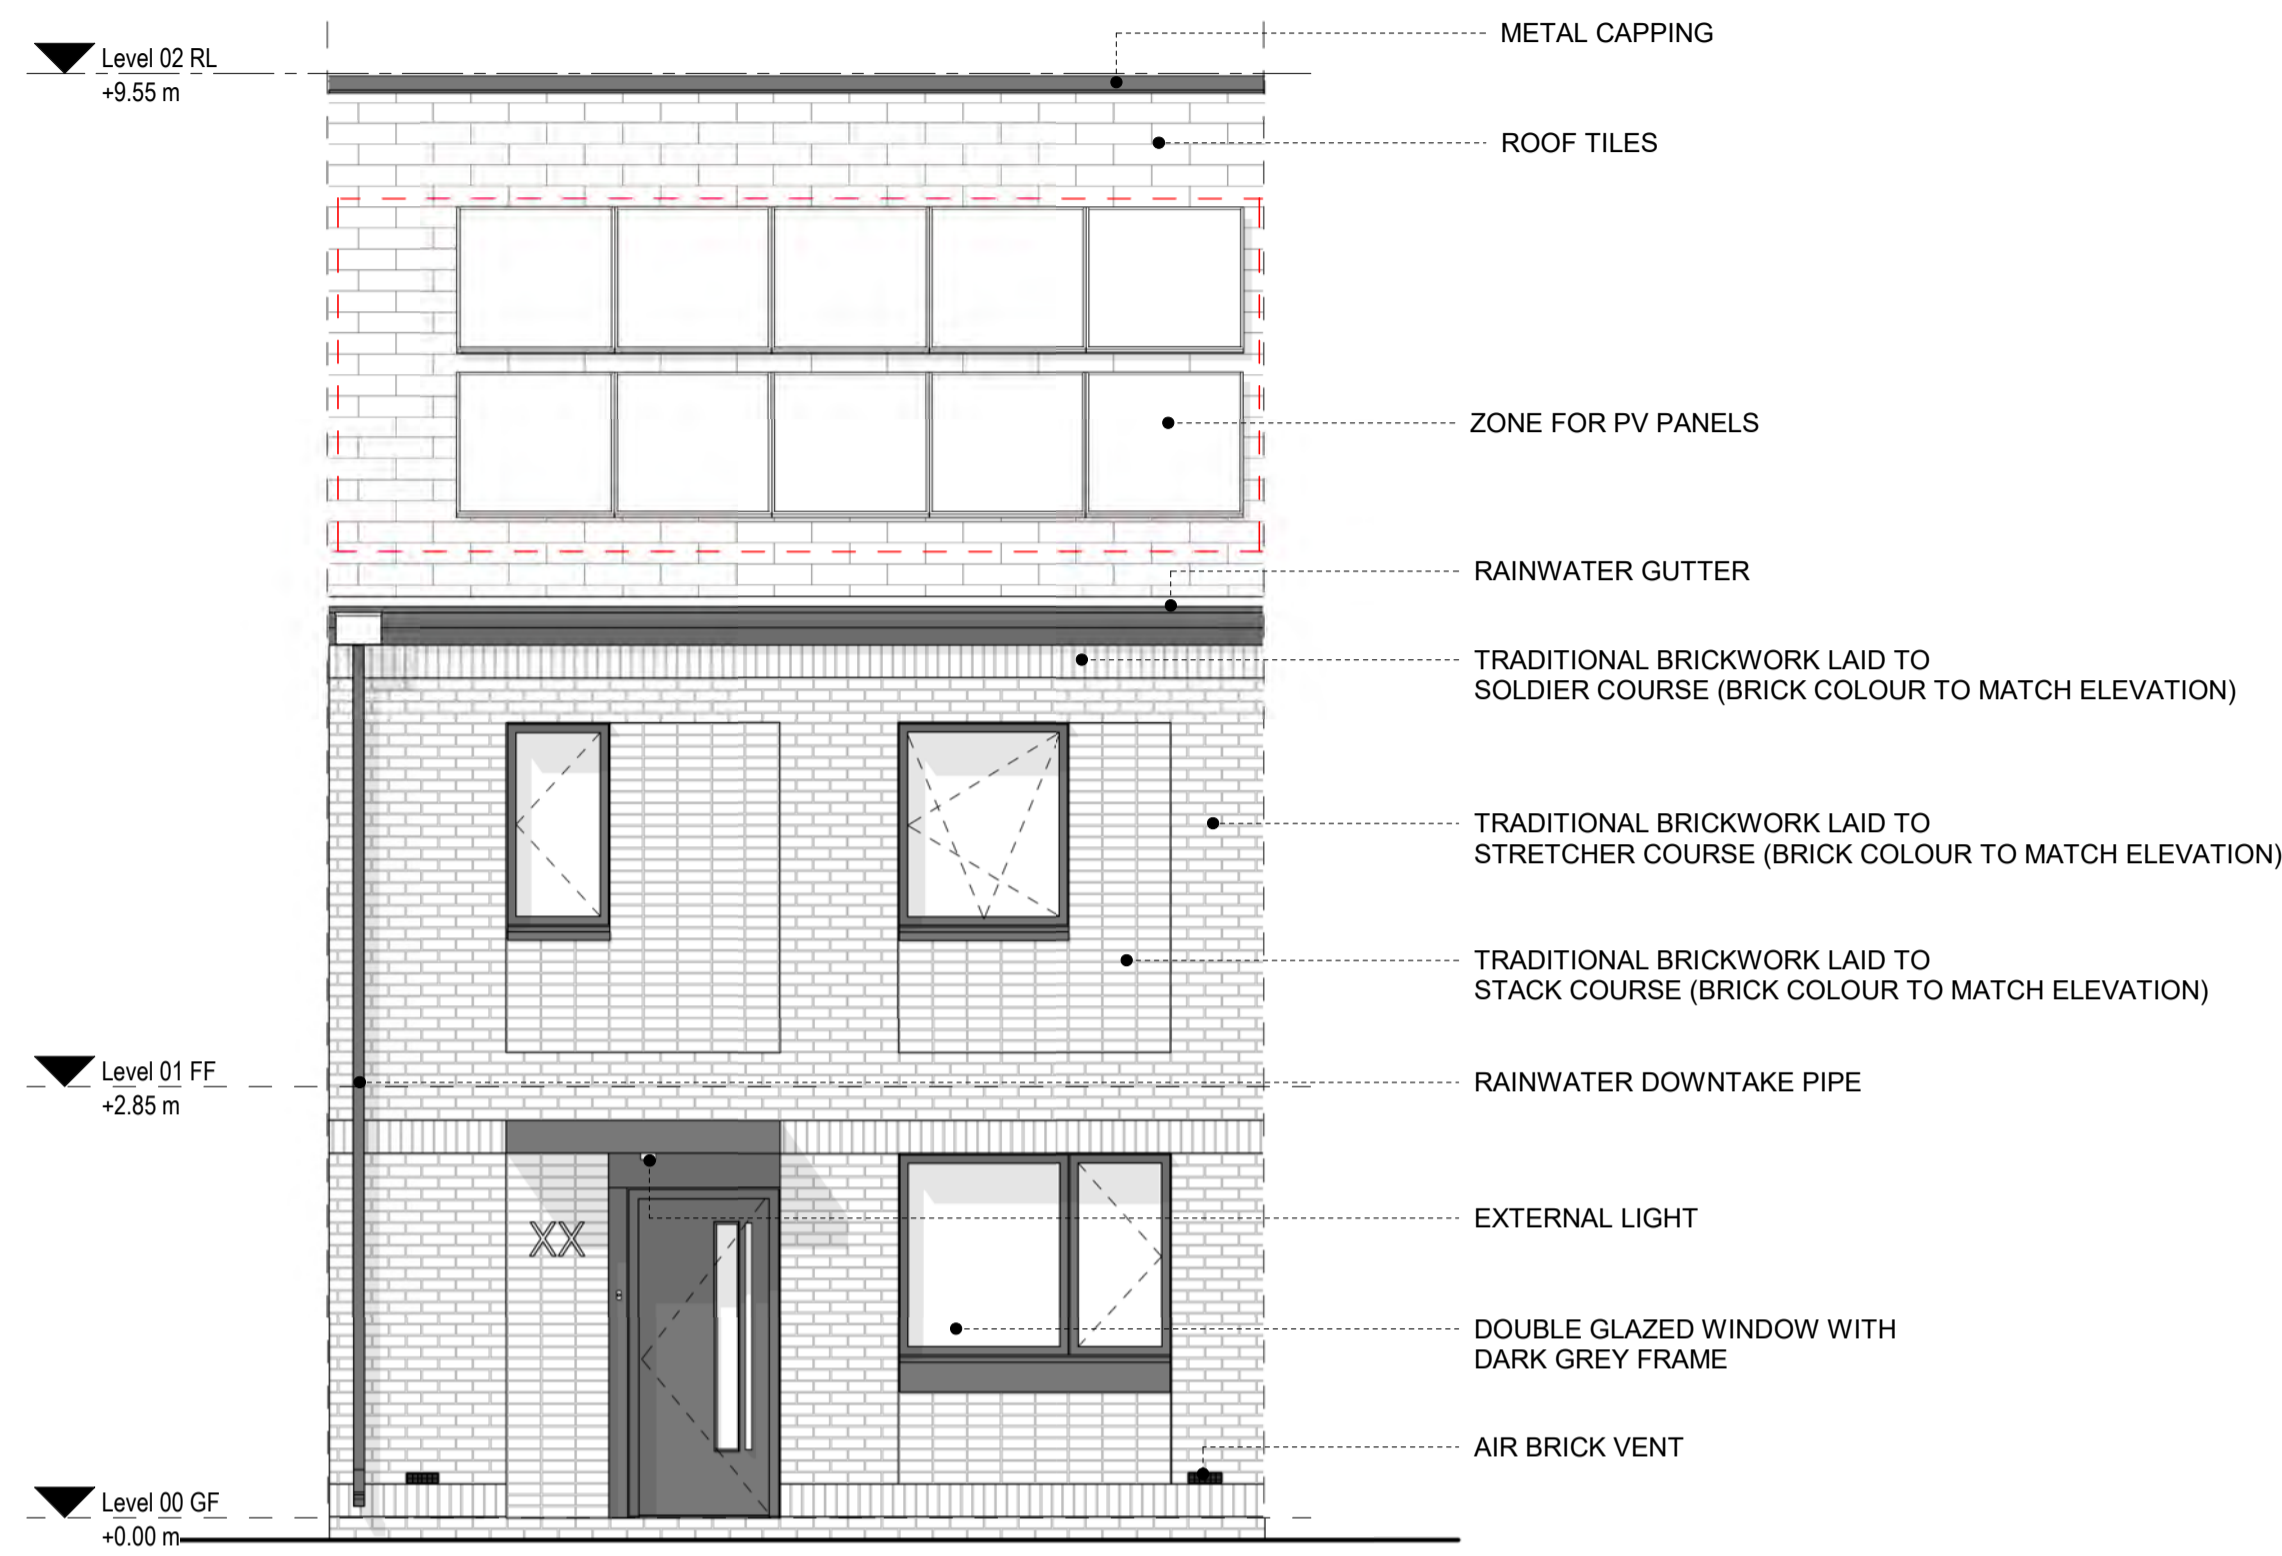 METAL CAPPING
Level 02 RL
+9.55 m
ROOF TILES
ZONE FOR PV PANELS
RAINWATER GUTTER
TRADITIONAL BRICKWORK LAID TO
SOLDIER COURSE (BRICK COLOUR TO MATCH ELEVATION)
TRADITIONAL BRICKWORK LAID TO
STRETCHER COURSE (BRICK COLOUR TO MATCH ELEVATION)
TRADITIONAL BRICKWORK LAID TO
STACK COURSE (BRICK COLOUR TO MATCH ELEVATION)
Level 01 FF
+2.85 m
RAINWATER DOWNTAKE PIPE
EXTERNAL LIGHT
XX
DOUBLE GLAZED WINDOW WITH
DARK GREY FRAME
AIR BRICK VENT
Level 00 GF
+0.00 m